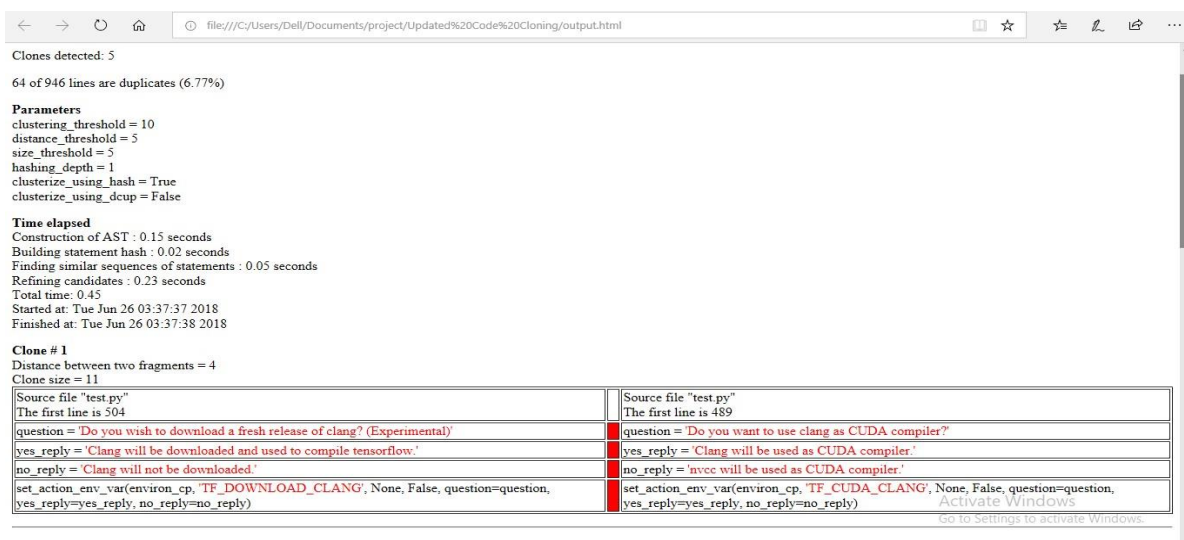 file:///C:/Users/Dell/Documents/project/Updated%20Code%20Cloning/output.html
Clones detected: 5
64 of 946 lines are duplicates (6.77%)
Parameters
clustering_threshold = 10
distance_threshold = 5
size_threshold = 5
hashing_depth = 1
clusterize_using_hash = True
clusterize_using_dcup = False
Time elapsed
Construction of AST : 0.15 seconds
Building statement hash : 0.02 seconds
Finding similar sequences of statements : 0.05 seconds
Refining candidates : 0.23 seconds
Total time: 0.45
Started at: Tue Jun 26 03:37:37 2018
Finished at: Tue Jun 26 03:37:38 2018
Clone # 1
Distance between two fragments = 4
Clone size = 11
Source file "test.py"
The first line is 504
Source file "test.py"
The first line is 489
question = 'Do you wish to download a fresh release of clang? (Experimental)'
question = 'Do you want to use clang as CUDA compiler?'
yes_reply = 'Clang will be downloaded and used to compile tensorflow.'
yes_reply = 'Clang will be used as CUDA compiler.'
no_reply = 'Clang will not be downloaded.'
no_reply = 'nvcc will be used as CUDA compiler.'
set_action_env_var(environ_cp, 'TF_DOWNLOAD_CLANG', None, False, question=question,
yes_reply=yes_reply, no_reply=no_reply)
set_action_env_var(environ_cp, 'TF_CUDA_CLANG', None, False, question=question,
yes_reply=yes_reply, no_reply=no_reply)
Activate Windows
Go to Settings to activate Windows.